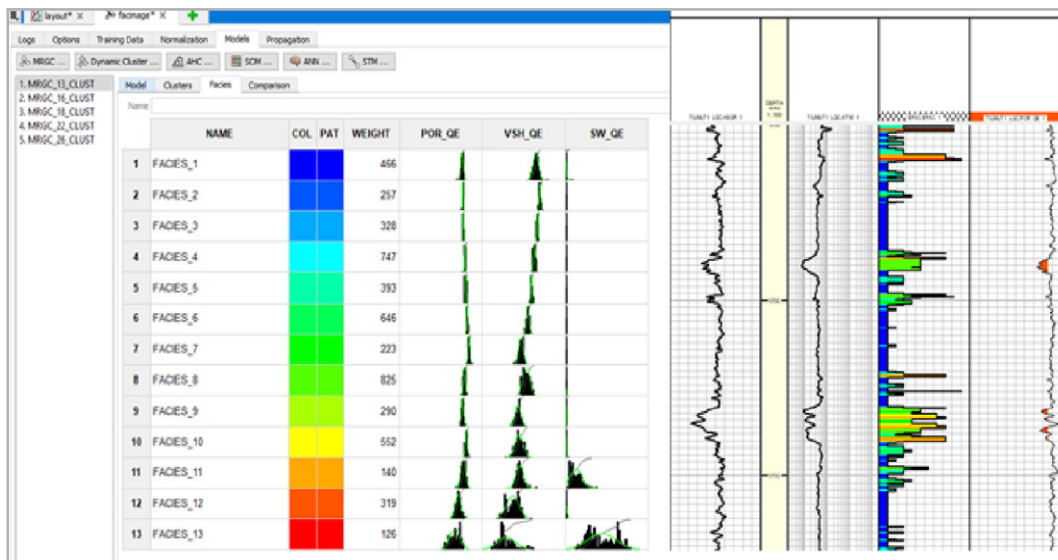 layout* X facimage* X
Logs Options Training Data Normalization Models Propagation
MRGC ... Dynamic Cluster ... AHC ... SOM ... ANN ... STM ...
1. MRGC_13_CLUST
2. MRGC_16_CLUST
3. MRGC_18_CLUST
4. MRGC_22_CLUST
5. MRGC_26_CLUST
Model Clusters Facies Comparison
Name
NAME COL PAT WEIGHT POR_QE VSH_QE SW_QE
1 FACIES_1 466
2 FACIES_2 257
3 FACIES_3 328
4 FACIES_4 747
5 FACIES_5 393
6 FACIES_6 646
7 FACIES_7 223
8 FACIES_8 825
9 FACIES_9 290
10 FACIES_10 552
11 FACIES_11 140
12 FACIES_12 319
13 FACIES_13 126
DEPTH